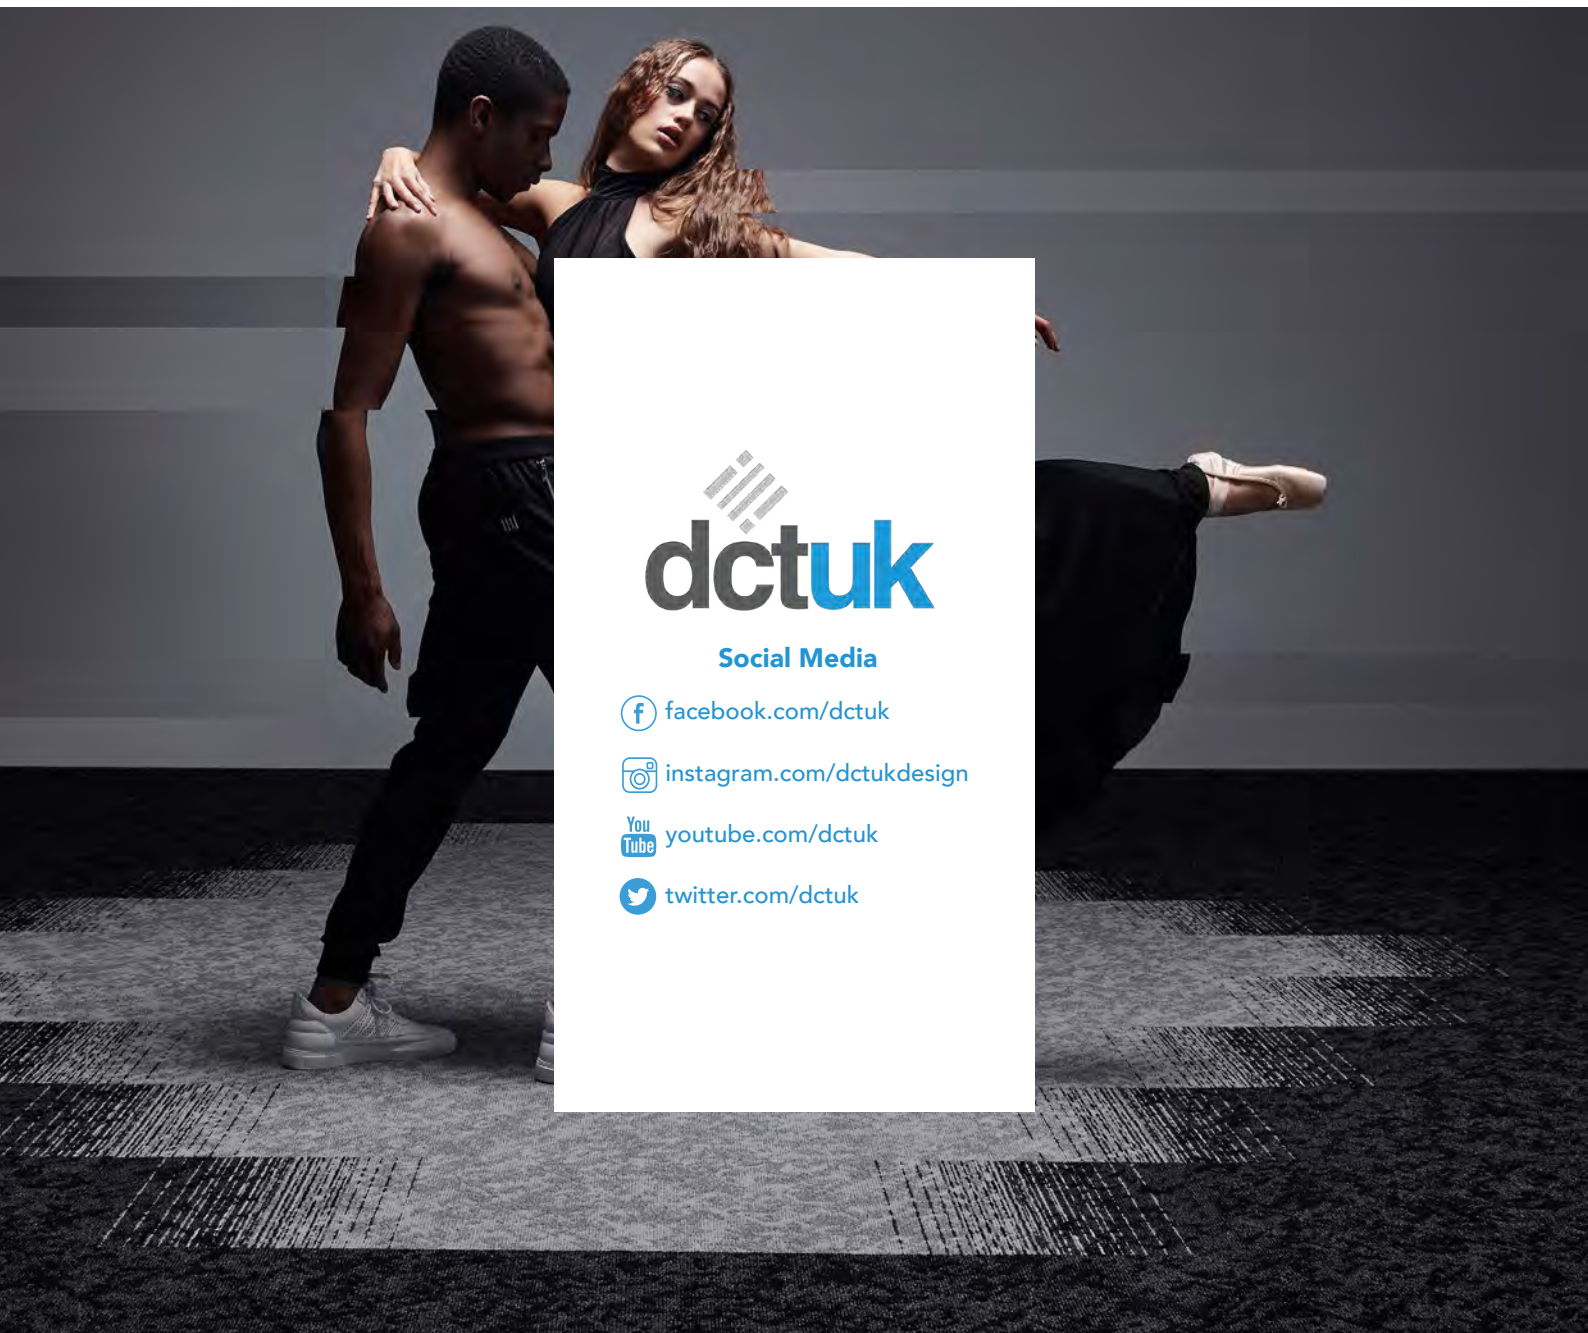 dctuk
Social Media
facebook.com/dctuk
instagram.com/dctukdesign
You
Tube
youtube.com/dctuk
twitter.com/dctuk